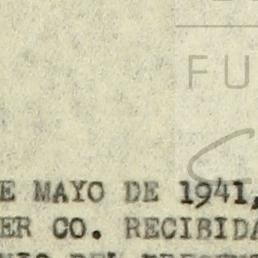 FU
E MAYO DE 1941,
ER CO. RECIBIDA